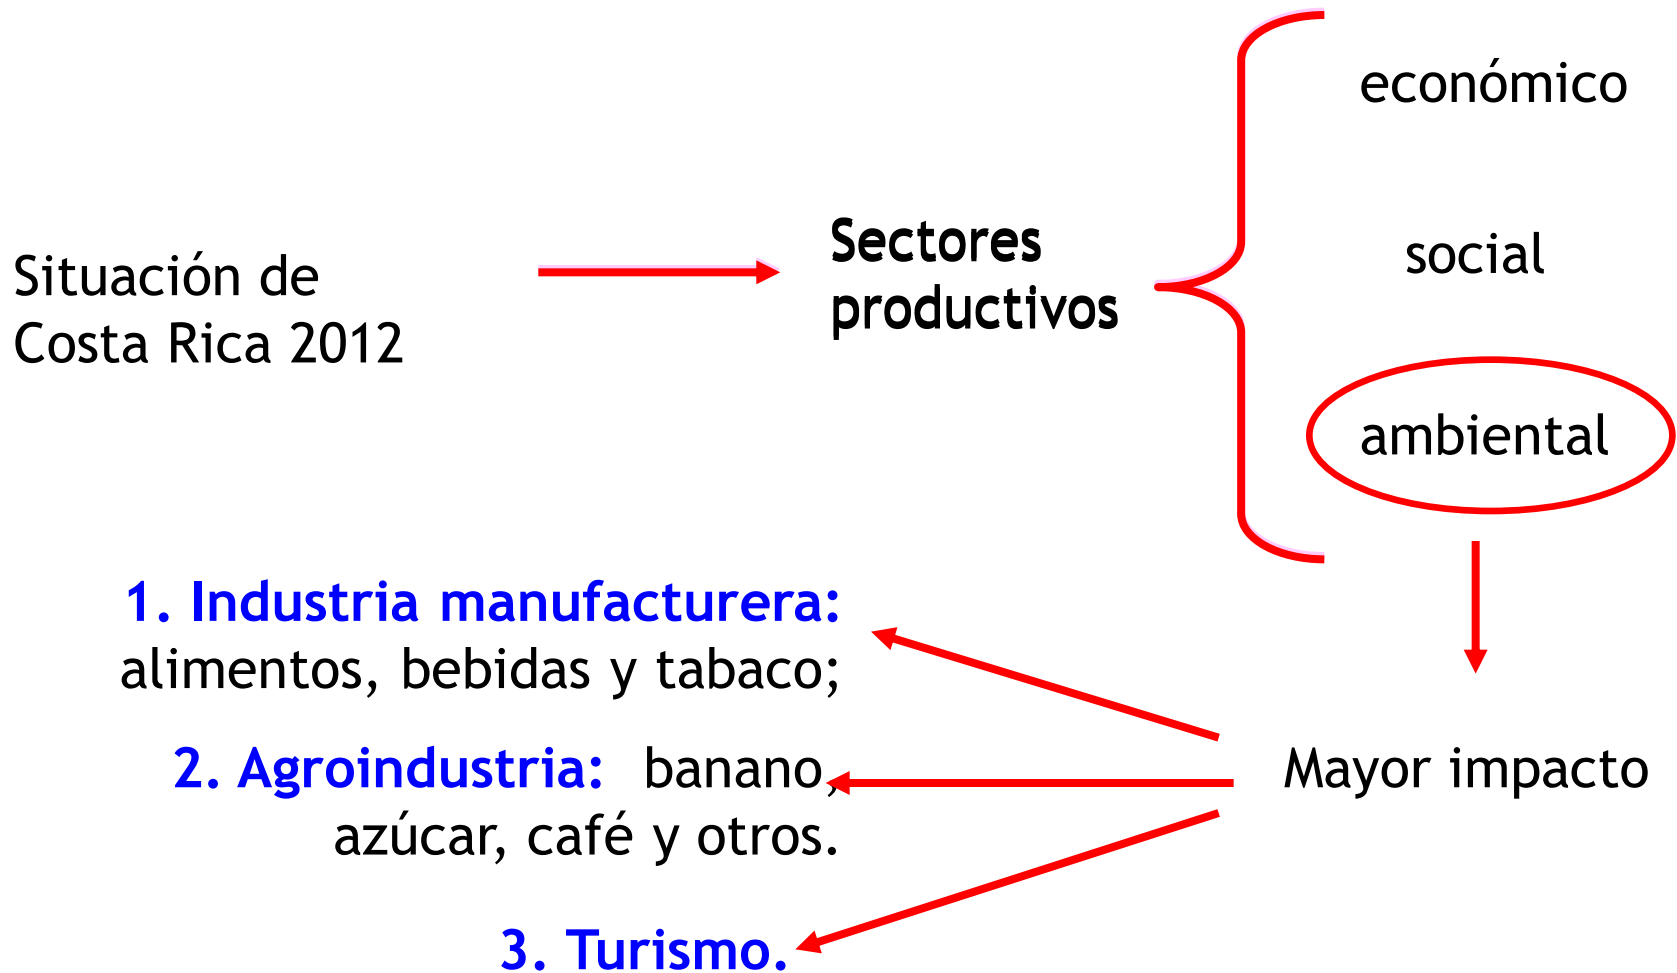 Situación de
Costa Rica 2012
Sectores
productivos
económico
social
ambiental
Mayor impacto
1. Industria manufacturera:
alimentos, bebidas y tabaco;
2. Agroindustria: banano,
azúcar, café y otros.
3. Turismo.